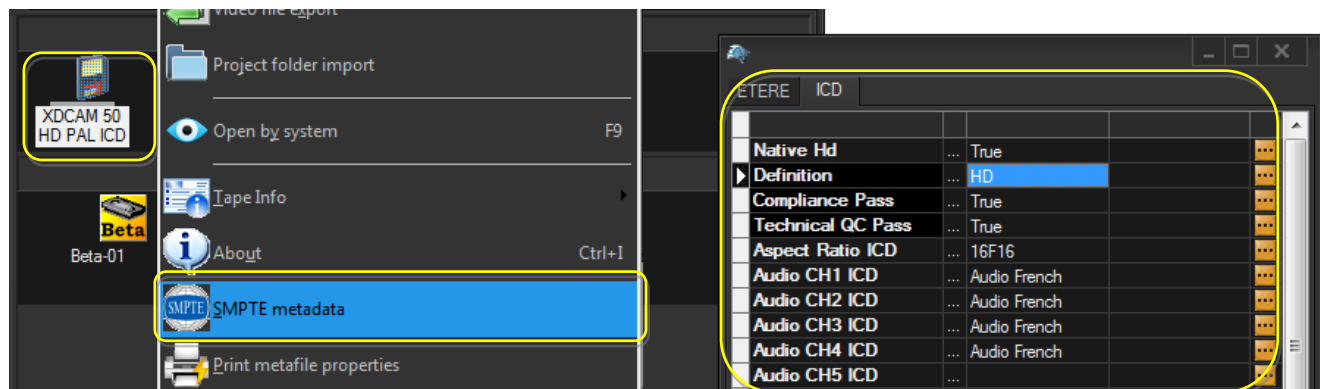 Video file export
Project folder import
XDCAM 50
HD PAL ICD
Open by system F9
Tape Info
Beta
Beta-01
About Ctrl+I
SMPTE SMPTE metadata
Print metafile properties
ETERE ICD
Native Hd ... True
Definition ... HD
Compliance Pass ... True
Technical QC Pass ... True
Aspect Ratio ICD ... 16F16
Audio CH1 ICD ... Audio French
Audio CH2 ICD ... Audio French
Audio CH3 ICD ... Audio French
Audio CH4 ICD ... Audio French
Audio CH5 ICD ...